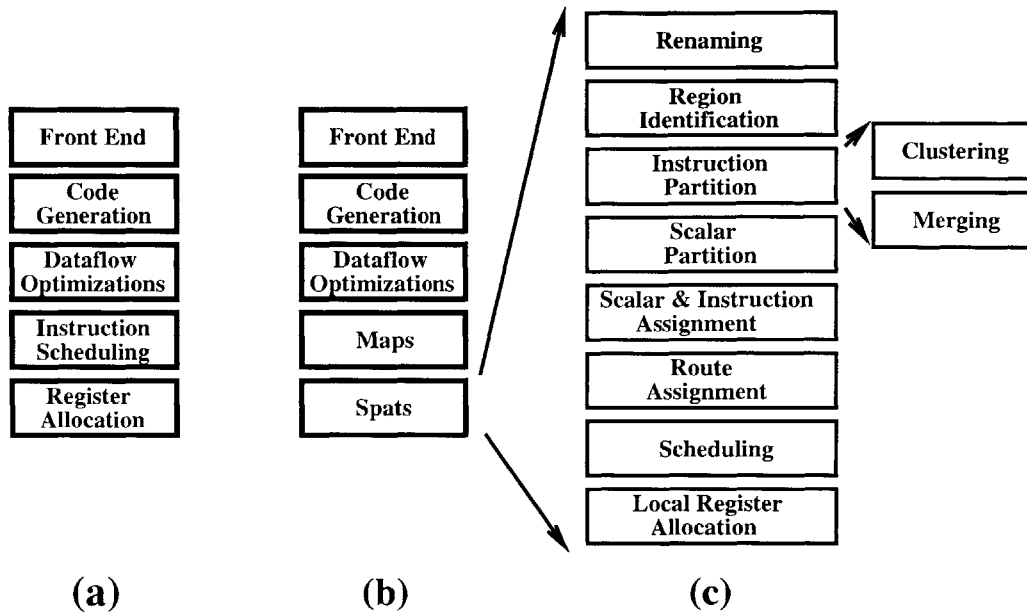 Front End
Code
Generation
Dataflow
Optimizations
Instruction
Scheduling
Register
Allocation
(a)
Front End
Code
Generation
Dataflow
Optimizations
Maps
Spats
(b)
Renaming
Region
Identification
Instruction
Partition
Scalar
Partition
Scalar & Instruction
Assignment
Route
Assignment
Scheduling
Local Register
Allocation
(c)
Clustering
Merging